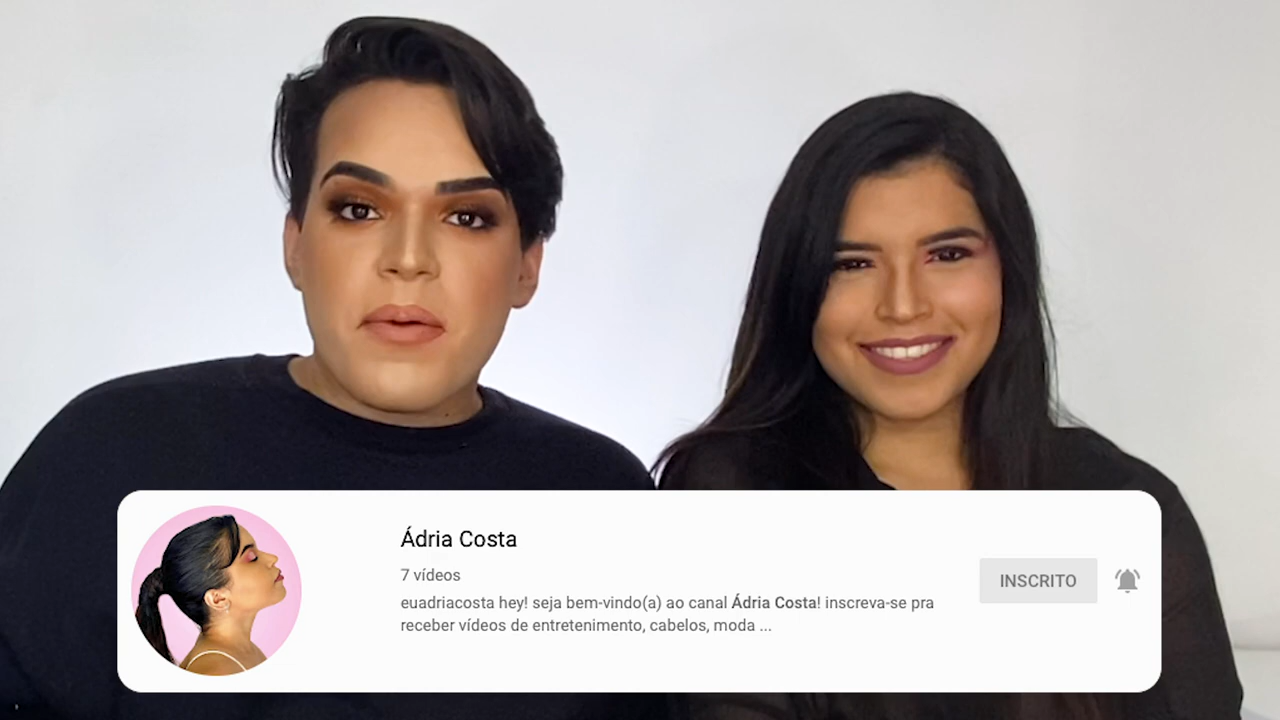 Ádria Costa
7 vídeos
euadriacosta hey! seja bem-vindo(a) ao canal Ádria Costa! inscreva-se pra
receber vídeos de entretenimento, cabelos, moda ...
INSCRITO